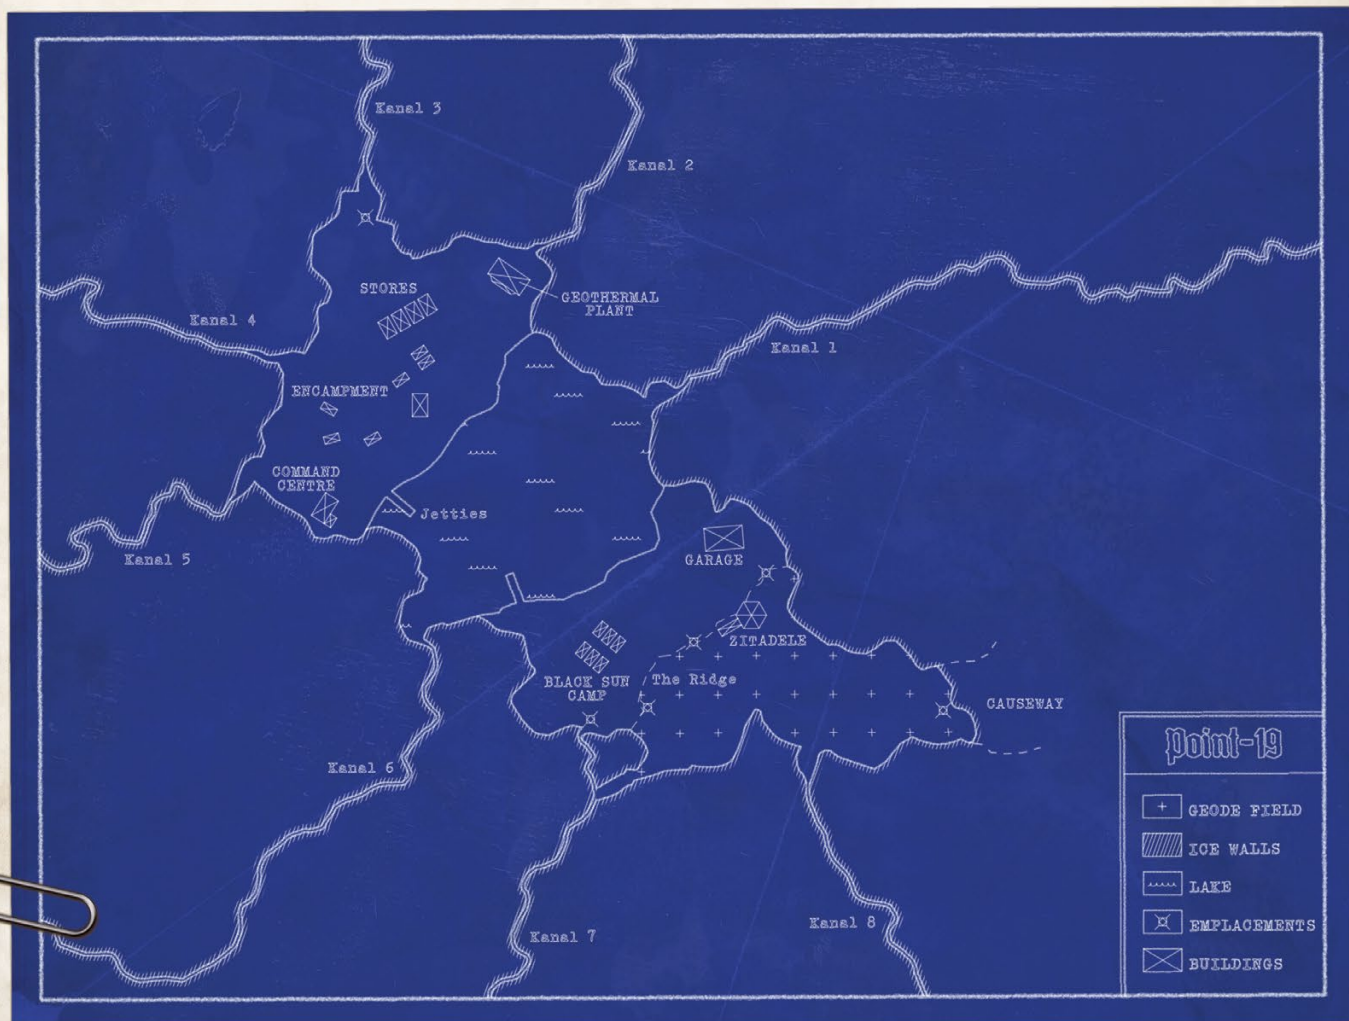 Kanal 3
Kanal 2
STORES
GEOTHERMAL
PLANT
Kanal 4
Kanal 1
ENCAMPMENT
COMMAND
CENTRE
Jetties
Kanal 5
GARAGE
ZITADELE
BLACK SUN
CAMP
The Ridge
CAUSEWAY
Kanal 6
Kanal 7
Kanal 8
Point-19
GEODE FIELD
ICE WALLS
LAKE
EMPLACEMENTS
BUILDINGS